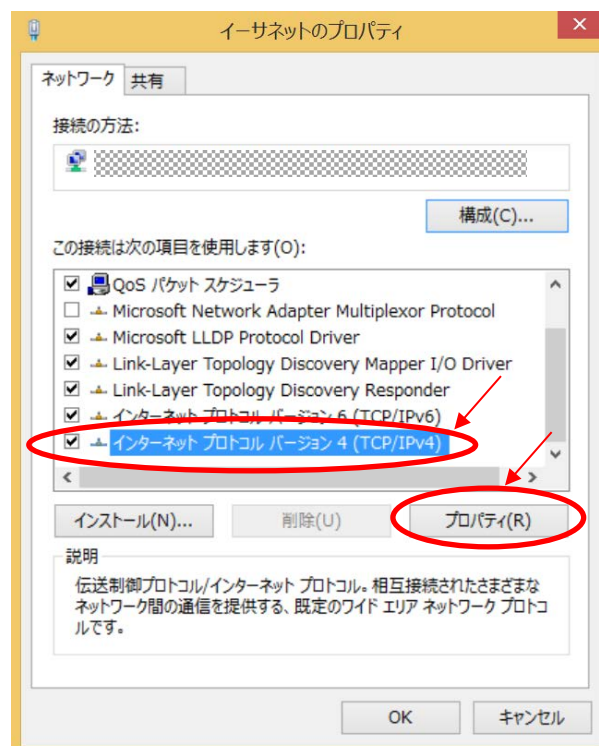 イーサネットのプロパティ
ネットワーク 共有
接続の方法:
構成(C)...
この接続は次の項目を使用します(O):
QoS パケット スケジューラ
Microsoft Network Adapter Multiplexor Protocol
Microsoft LLDP Protocol Driver
Link-Layer Topology Discovery Mapper I/O Driver
Link-Layer Topology Discovery Responder
インターネット プロトコル バージョン 6 (TCP/IPv6)
インターネット プロトコル バージョン 4 (TCP/IPv4)
インストール(N)... 削除(U) プロパティ(R)
説明
伝送制御プロトコル/インターネット プロトコル。相互接続されたさまざまな
ネットワーク間の通信を提供する、既定のワイド エリア ネットワーク プロトコ
ルです。
OK キャンセル